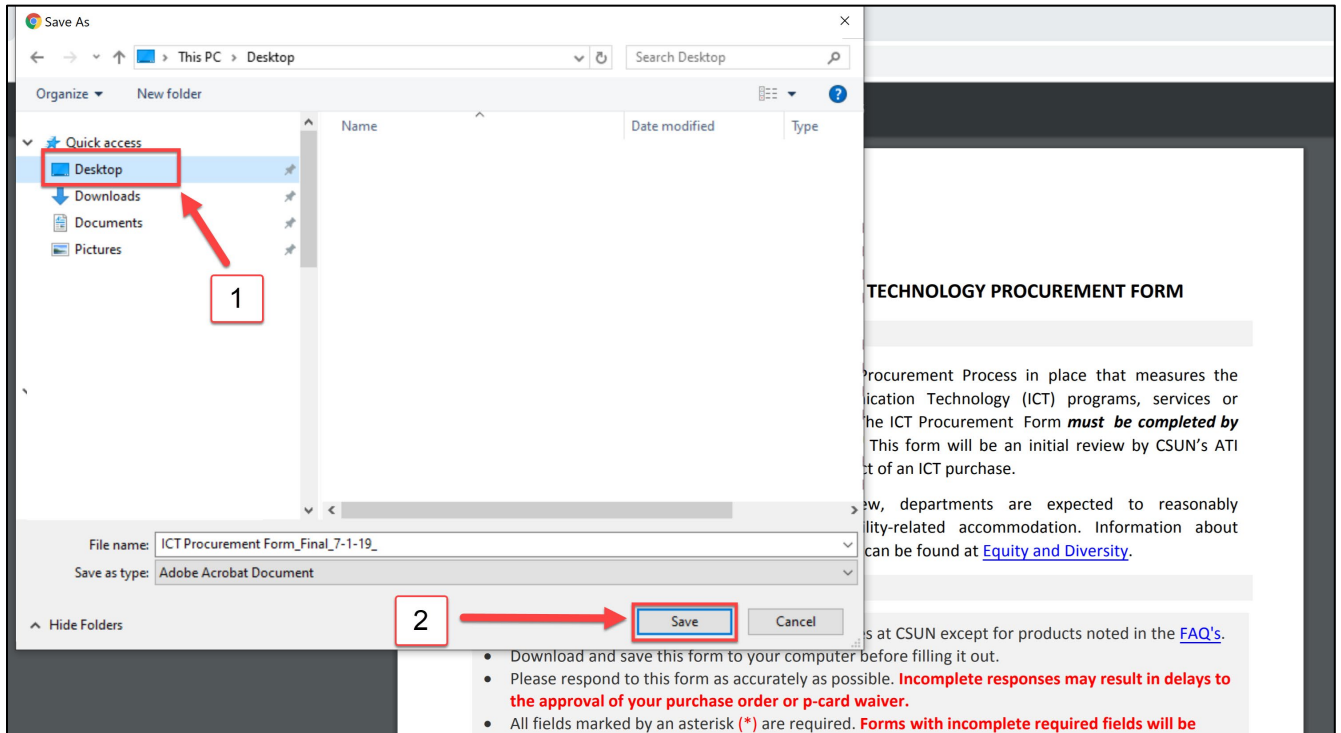 Save As
This PC > Desktop
Search Desktop
Organize
New folder
Name
Date modified
Type
Quick access
Desktop
Downloads
Documents
Pictures
1
File name: ICT Procurement Form_Final_7-1-19_
Save as type: Adobe Acrobat Document
Hide Folders
2
Save
Cancel
TECHNOLOGY PROCUREMENT FORM
Procurement Process in place that measures the
ication Technology (ICT) programs, services or
he ICT Procurement Form must be completed by
This form will be an initial review by CSUN's ATI
ct of an ICT purchase.
ew, departments are expected to reasonably
ility-related accommodation. Information about
can be found at Equity and Diversity.
s at CSUN except for products noted in the FAQ's.
• Download and save this form to your computer before filling it out.
• Please respond to this form as accurately as possible. Incomplete responses may result in delays to
the approval of your purchase order or p-card waiver.
• All fields marked by an asterisk (*) are required. Forms with incomplete required fields will be